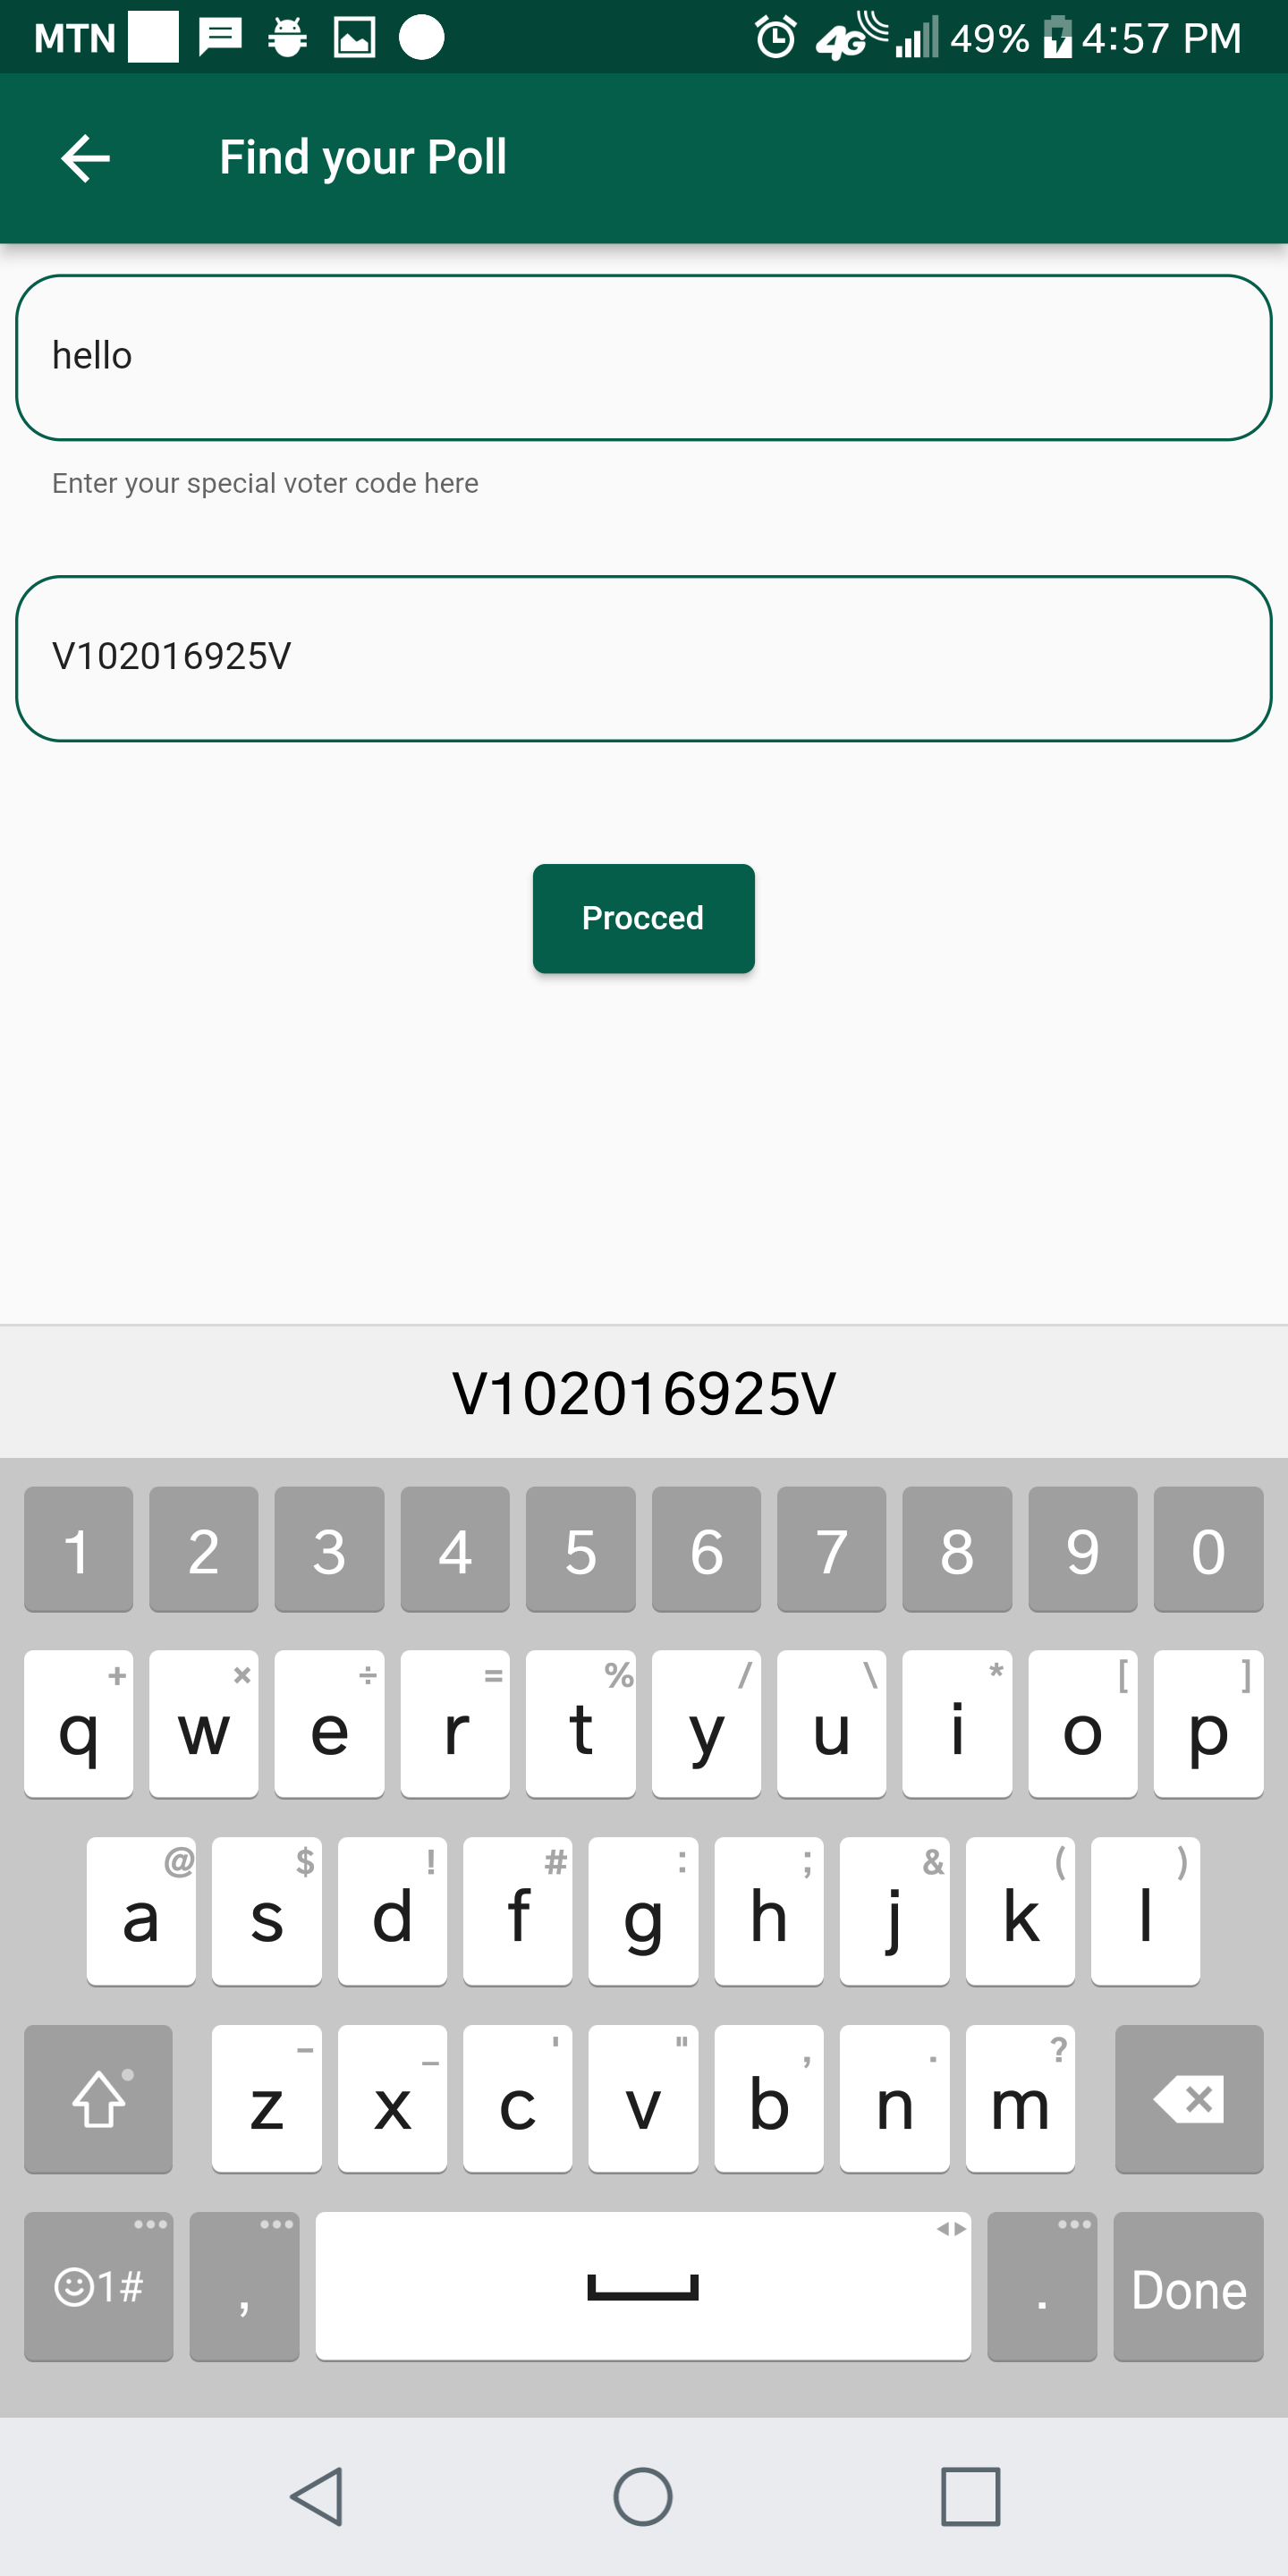 MTN 4G 49% 4:57 PM
Find your Poll
hello
Enter your special voter code here
V102016925V
Procced
V102016925V
1 2 3 4 5 6 7 8 9 0
+ × ÷ = % / \ * [ ]
q w e r t y u i o p
@ $ ! # : ; & ( )
a s d f g h j k l
- _ ' " , . ?
z x c v b n m
1# , . Done